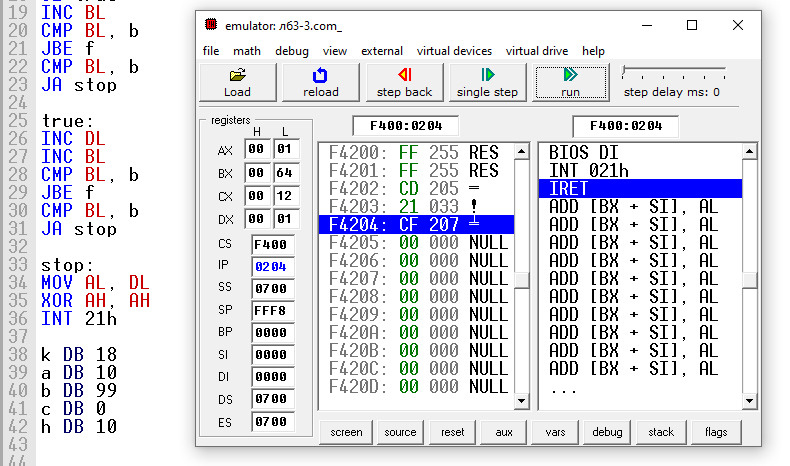 20 INC BL
CMP BL, b
21 JBE f
22 CMP BL, b
23 JA stop
24
25 true:
26 INC DL
27 INC BL
28 CMP BL, b
29 JBE f
30 CMP BL, b
31 JA stop
32
33 stop:
34 MOV AL, DL
35 XOR AH, AH
36 INT 21h
37
38 k DB 18
39 a DB 10
40 b DB 99
41 c DB 0
42 h DB 10
43
44
emulator: лб3-3.com_
file math debug view external virtual devices virtual drive help
Load reload step back single step run step delay ms: 0
registers
H L
AX 00 01
BX 00 64
CX 00 12
DX 00 01
CS F400
IP 0204
SS 0700
SP FFF8
BP 0000
SI 0000
DI 0000
DS 0700
ES 0700
F400:0204
F4200: FF 255 RES
F4201: FF 255 RES
F4202: CD 205 =
F4203: 21 033 !
F4204: CF 207 ╧
F4205: 00 000 NULL
F4206: 00 000 NULL
F4207: 00 000 NULL
F4208: 00 000 NULL
F4209: 00 000 NULL
F420A: 00 000 NULL
F420B: 00 000 NULL
F420C: 00 000 NULL
F420D: 00 000 NULL
F400:0204
BIOS DI
INT 021h
IRET
ADD [BX + SI], AL
ADD [BX + SI], AL
ADD [BX + SI], AL
ADD [BX + SI], AL
ADD [BX + SI], AL
ADD [BX + SI], AL
ADD [BX + SI], AL
ADD [BX + SI], AL
ADD [BX + SI], AL
ADD [BX + SI], AL
...
screen source reset aux vars debug stack flags